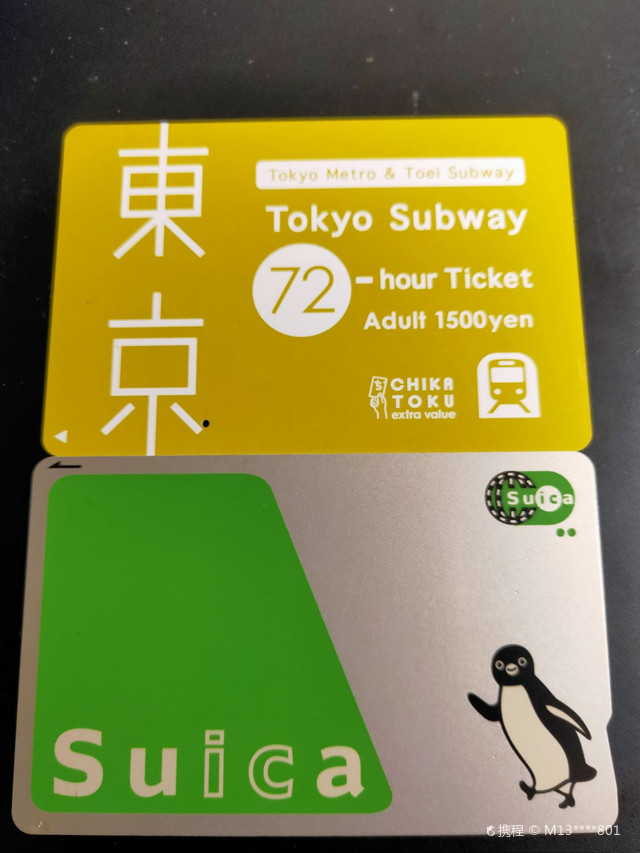 東京
Tokyo Metro & Toei Subway
Tokyo Subway
72-hour Ticket
Adult 1500yen
CHIKA
TOKU
extra value
Suica
Suica
携程 © M13****801